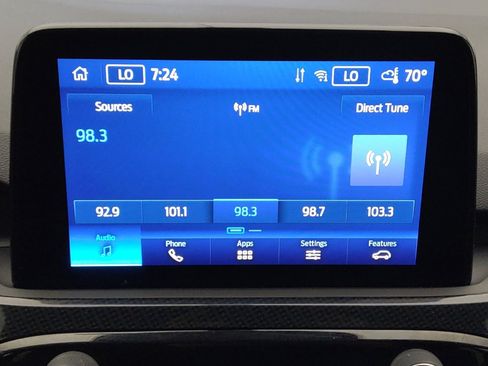 LO 7:24 LO 70°
Sources FM Direct Tune
98.3
92.9 101.1 98.3 98.7 103.3
Audio Phone Apps Settings Features